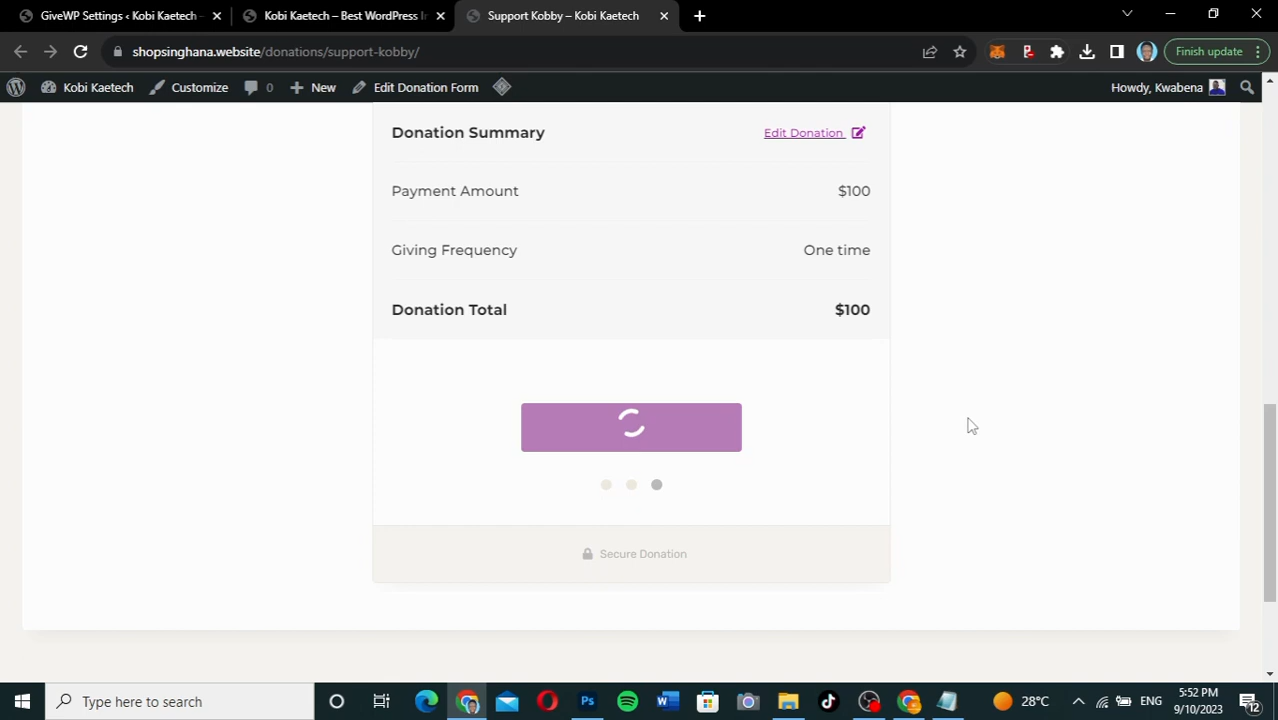 GiveWP Settings ‹ Kobi Kaetech
Kobi Kaetech – Best WordPress
Support Kobby – Kobi Kaetech
shopsinghana.website/donations/support-kobby/
Finish update
Kobi Kaetech
Customize
0
New
Edit Donation Form
Howdy, Kwabena
Donation Summary
Edit Donation
Payment Amount
$100
Giving Frequency
One time
Donation Total
$100
Secure Donation
Type here to search
Ps
28°C
ENG
5:52 PM
9/10/2023
12